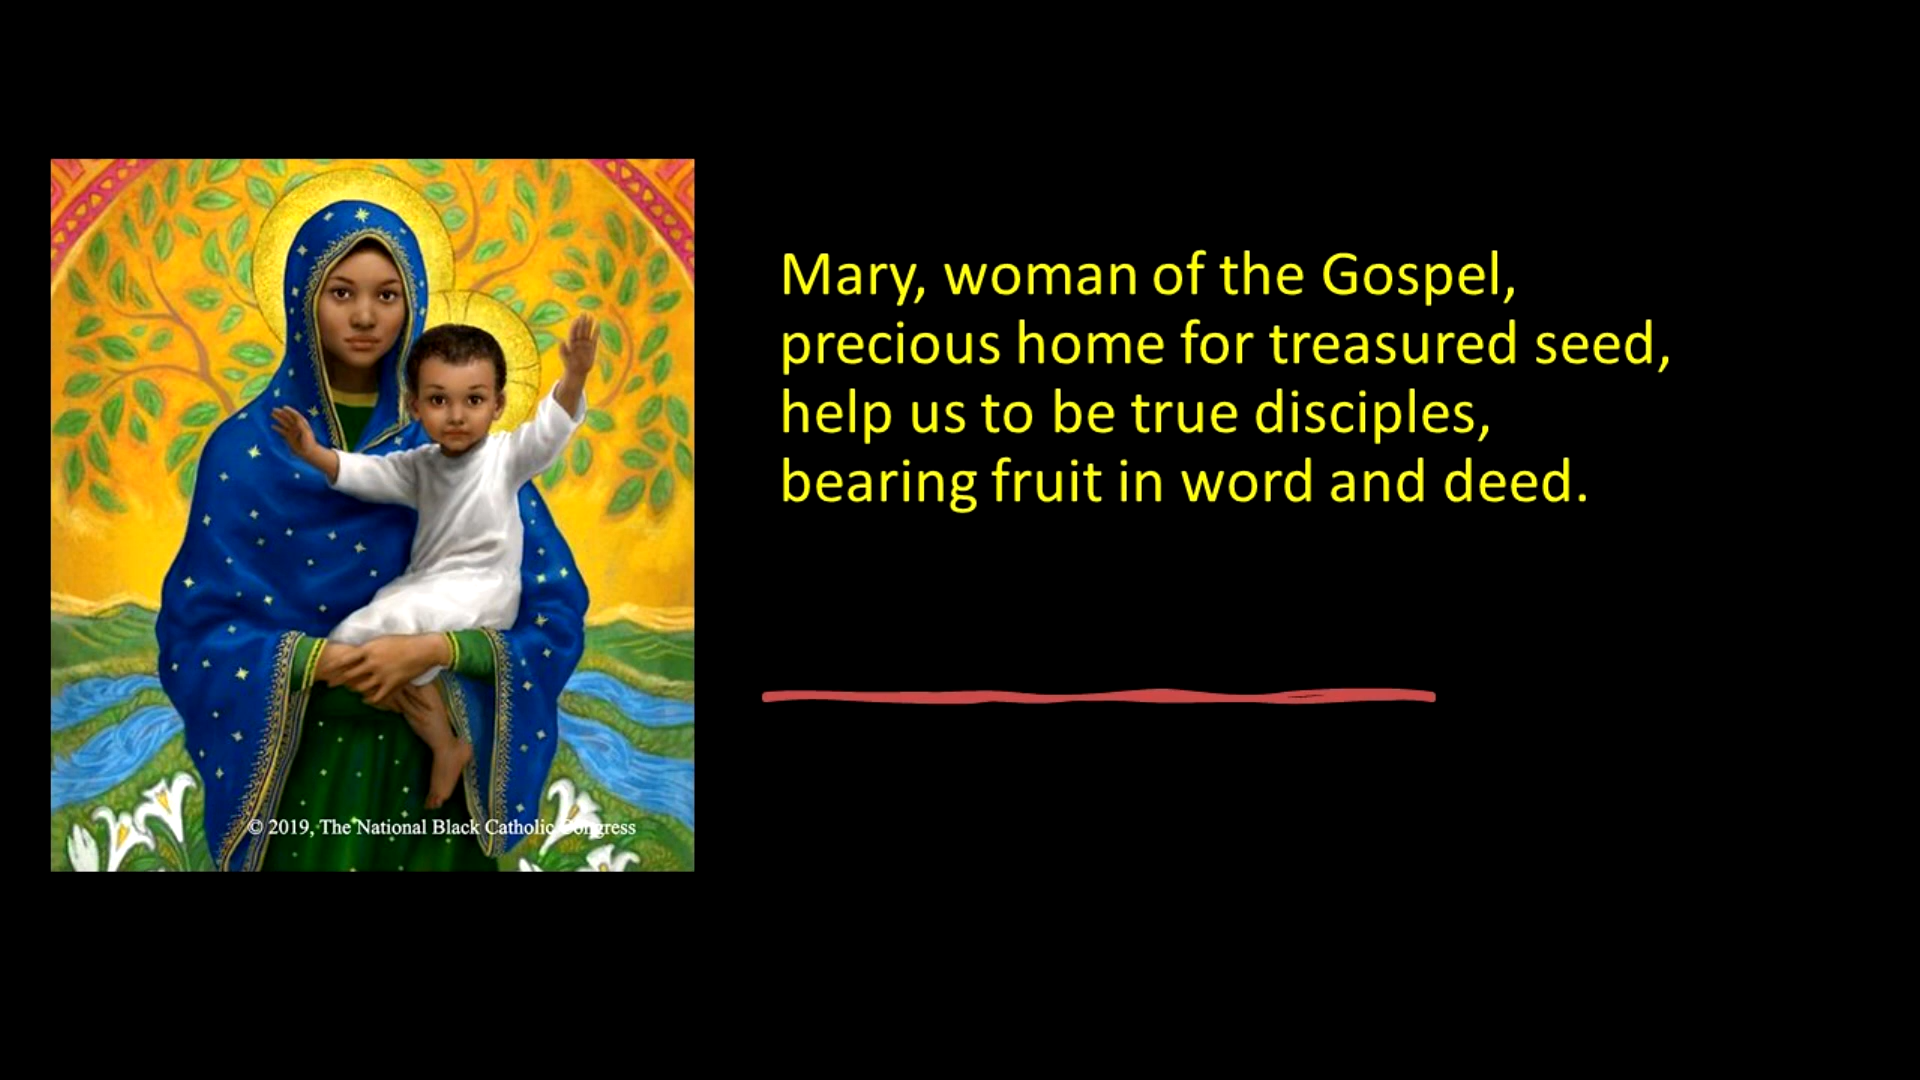 Mary, woman of the Gospel,
precious home for treasured seed,
help us to be true disciples,
bearing fruit in word and deed.
© 2019, The National Black Catholic Congress